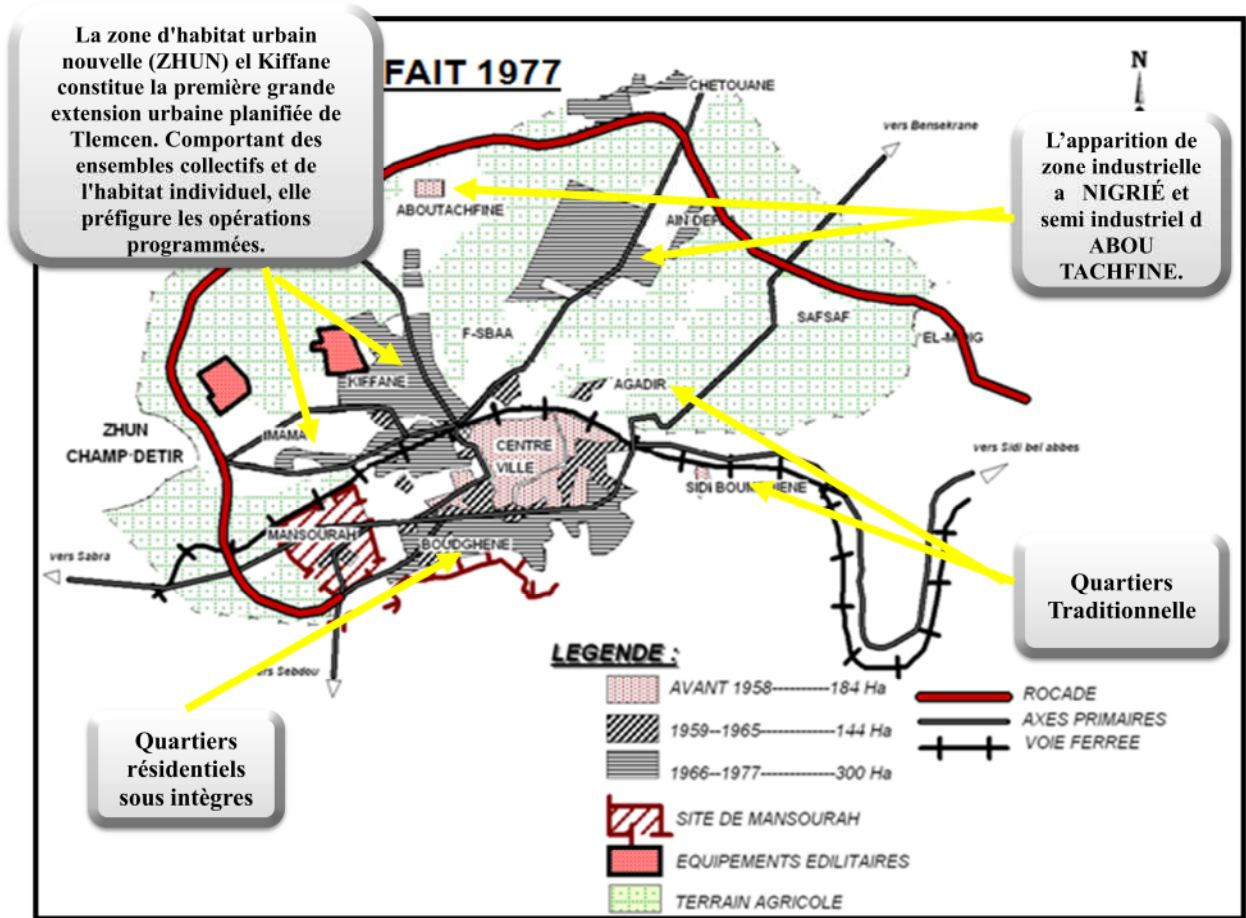 La zone d'habitat urbain
nouvelle (ZHUN) el Kiffane
constitue la première grande
extension urbaine planifiée de
Tlemcen. Comportant des
ensembles collectifs et de
l'habitat individuel, elle
préfigure les opérations
programmées.
FAIT 1977
N
CHETOUANE
vers Bensekrane
L'apparition de
zone industrielle
a NIGRIÉ et
semi industriel d
ABOU
TACHFINE.
ABOUTACHFINE
AIN DEFLA
F-SBAA
SAFSAF
KIFFANE
AGADIR
ZHUN
CHAMP-DETIR
IMAMA
CENTRE
VILLE
vers Sidi bel abbes
SIDI BOUMEDIENE
MANSOURAH
BOUDGHENE
vers Sabra
vers Sebdou
Quartiers
Traditionnelle
Quartiers
résidentiels
sous intègres
LEGENDE :
AVANT 1958-----------184 Ha
1959--1965------------144 Ha
1966--1977------------300 Ha
SITE DE MANSOURAH
EQUIPEMENTS EDILITAIRES
TERRAIN AGRICOLE
ROCADE
AXES PRIMAIRES
VOIE FERREE